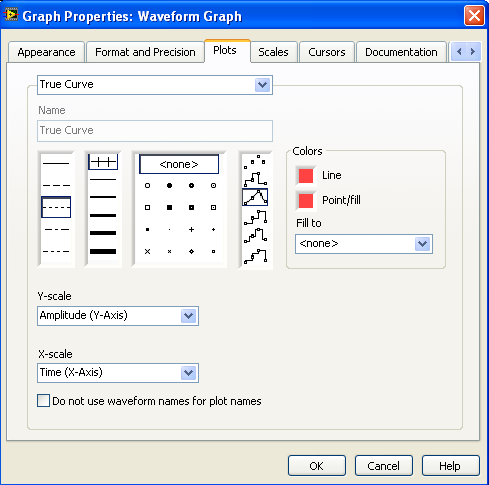 Graph Properties: Waveform Graph
Appearance Format and Precision Plots Scales Cursors Documentation
True Curve
Name
True Curve
<none>
Colors
Line
Point/fill
Fill to
<none>
Y-scale
Amplitude (Y-Axis)
X-scale
Time (X-Axis)
Do not use waveform names for plot names
OK Cancel Help